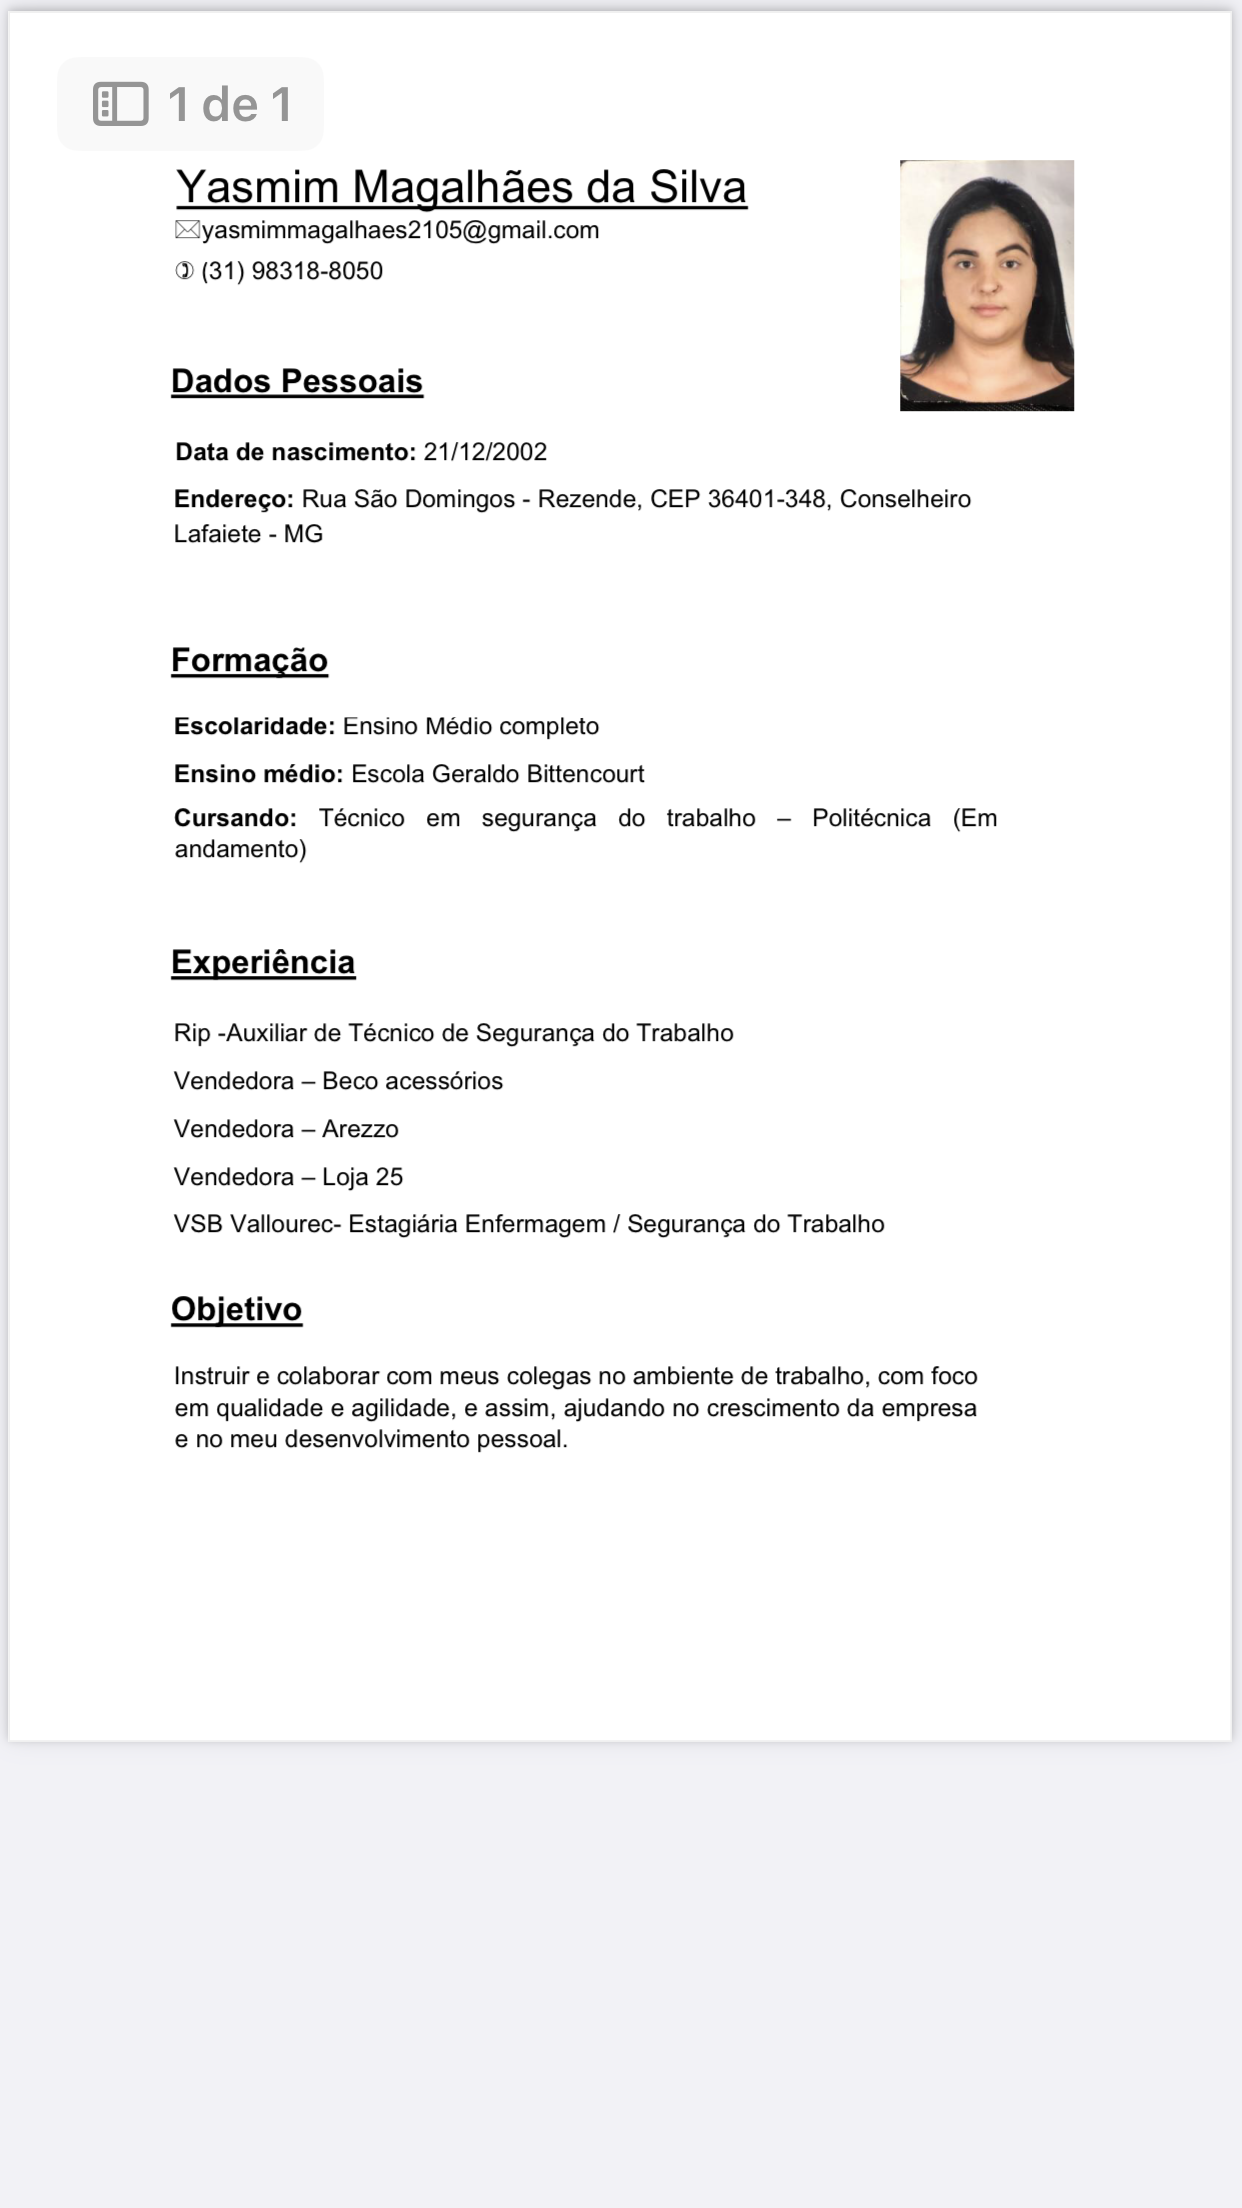 1 de 1
Yasmim Magalhães da Silva
yasmimmagalhaes2105@gmail.com
(31) 98318-8050
Dados Pessoais
Data de nascimento: 21/12/2002
Endereço: Rua São Domingos - Rezende, CEP 36401-348, Conselheiro
Lafaiete - MG
Formação
Escolaridade: Ensino Médio completo
Ensino médio: Escola Geraldo Bittencourt
Cursando: Técnico em segurança do trabalho – Politécnica (Em
andamento)
Experiência
Rip -Auxiliar de Técnico de Segurança do Trabalho
Vendedora – Beco acessórios
Vendedora – Arezzo
Vendedora – Loja 25
VSB Vallourec- Estagiária Enfermagem / Segurança do Trabalho
Objetivo
Instruir e colaborar com meus colegas no ambiente de trabalho, com foco
em qualidade e agilidade, e assim, ajudando no crescimento da empresa
e no meu desenvolvimento pessoal.